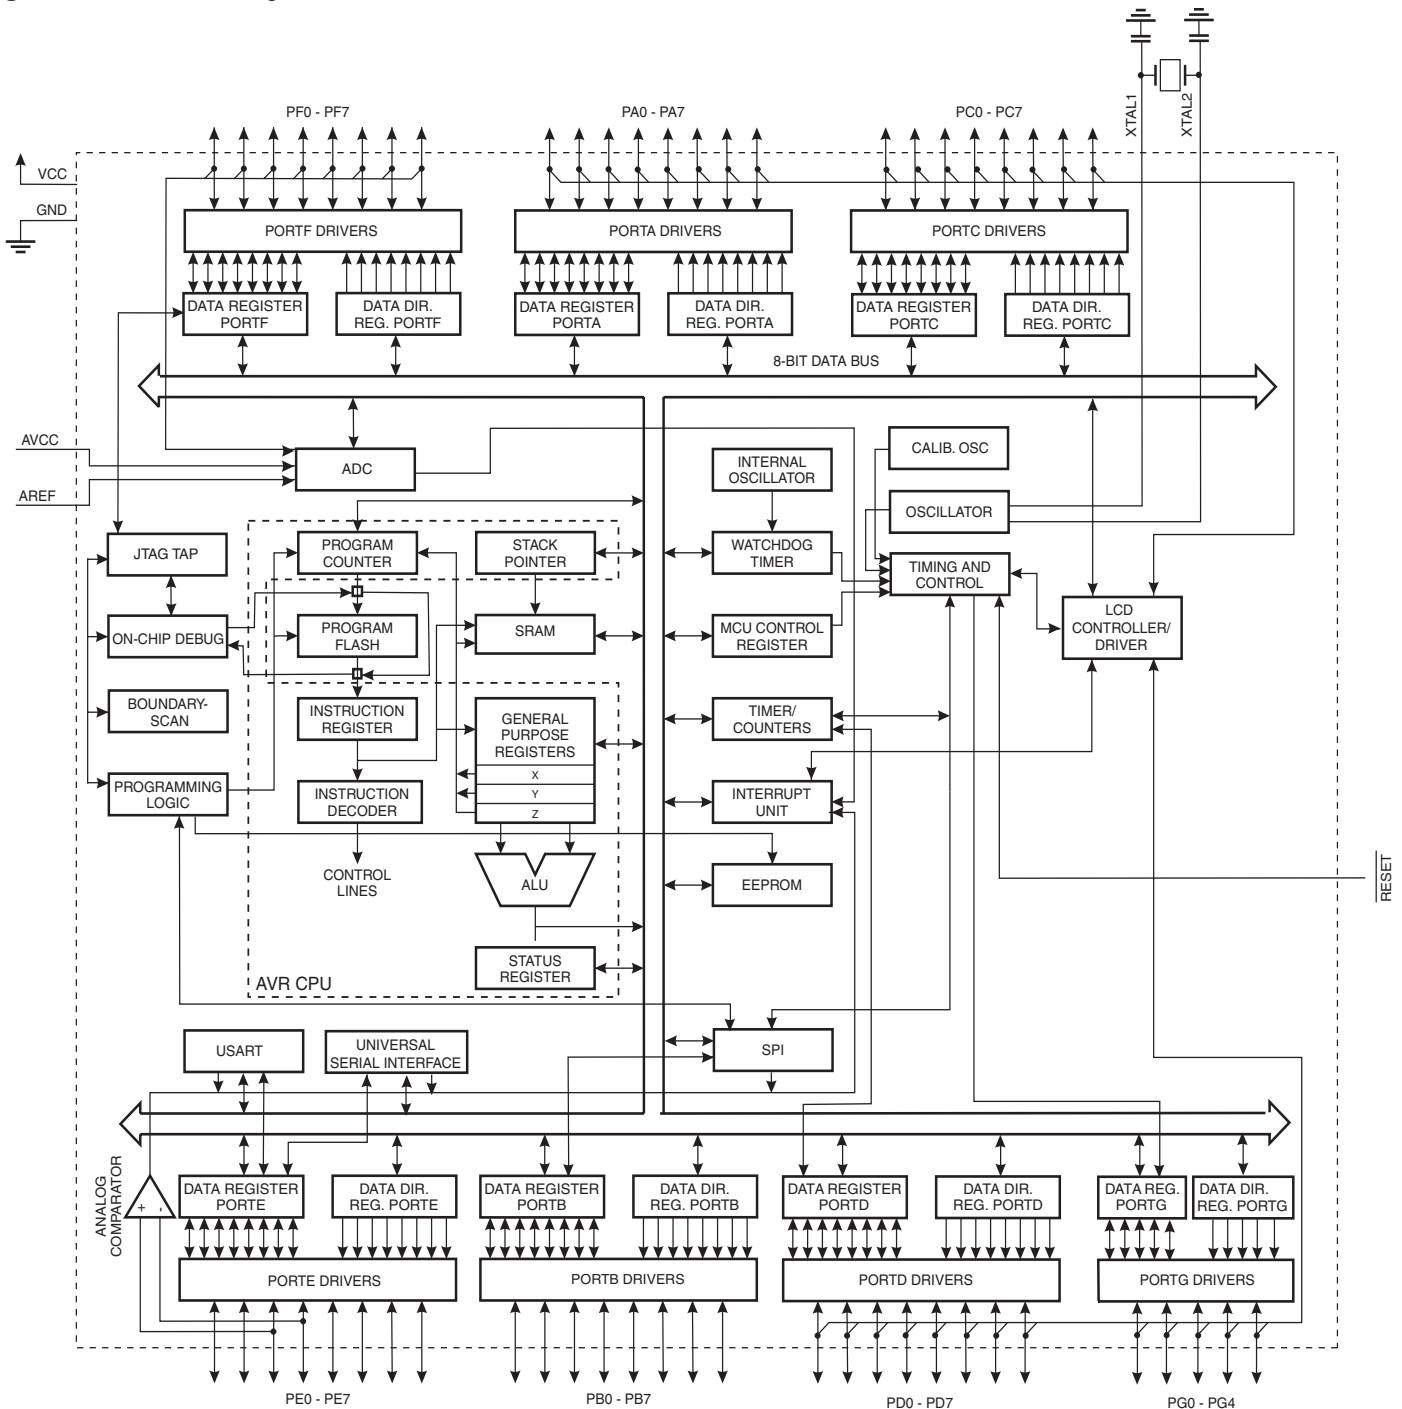 XTAL1
XTAL2
PF0 - PF7
PA0 - PA7
PC0 - PC7
VCC
GND
PORTF DRIVERS
PORTA DRIVERS
PORTC DRIVERS
DATA REGISTER
PORTF
DATA DIR.
REG. PORTF
DATA REGISTER
PORTA
DATA DIR.
REG. PORTA
DATA REGISTER
PORTC
DATA DIR.
REG. PORTC
8-BIT DATA BUS
AVCC
AREF
ADC
INTERNAL
OSCILLATOR
CALIB. OSC
OSCILLATOR
JTAG TAP
PROGRAM
COUNTER
STACK
POINTER
WATCHDOG
TIMER
TIMING AND
CONTROL
LCD
CONTROLLER/
DRIVER
ON-CHIP DEBUG
PROGRAM
FLASH
SRAM
MCU CONTROL
REGISTER
BOUNDARY-
SCAN
INSTRUCTION
REGISTER
GENERAL
PURPOSE
REGISTERS
X
Y
Z
TIMER/
COUNTERS
PROGRAMMING
LOGIC
INSTRUCTION
DECODER
INTERRUPT
UNIT
CONTROL
LINES
ALU
EEPROM
RESET
STATUS
REGISTER
AVR CPU
USART
UNIVERSAL
SERIAL INTERFACE
SPI
ANALOG
COMPARATOR
+
-
DATA REGISTER
PORTE
DATA DIR.
REG. PORTE
DATA REGISTER
PORTB
DATA DIR.
REG. PORTB
DATA REGISTER
PORTD
DATA DIR.
REG. PORTD
DATA REG.
PORTG
DATA DIR.
REG. PORTG
PORTE DRIVERS
PORTB DRIVERS
PORTD DRIVERS
PORTG DRIVERS
PE0 - PE7
PB0 - PB7
PD0 - PD7
PG0 - PG4